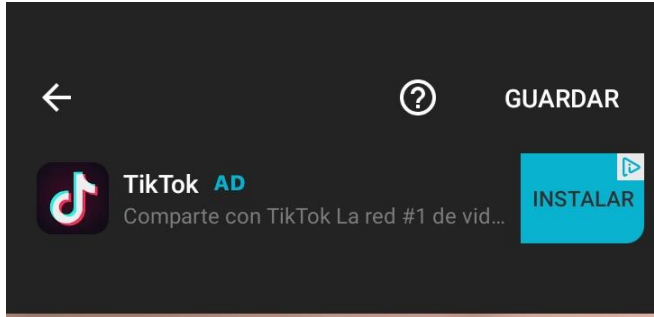 GUARDAR
TikTok AD
Comparte con TikTok La red #1 de vid...
INSTALAR